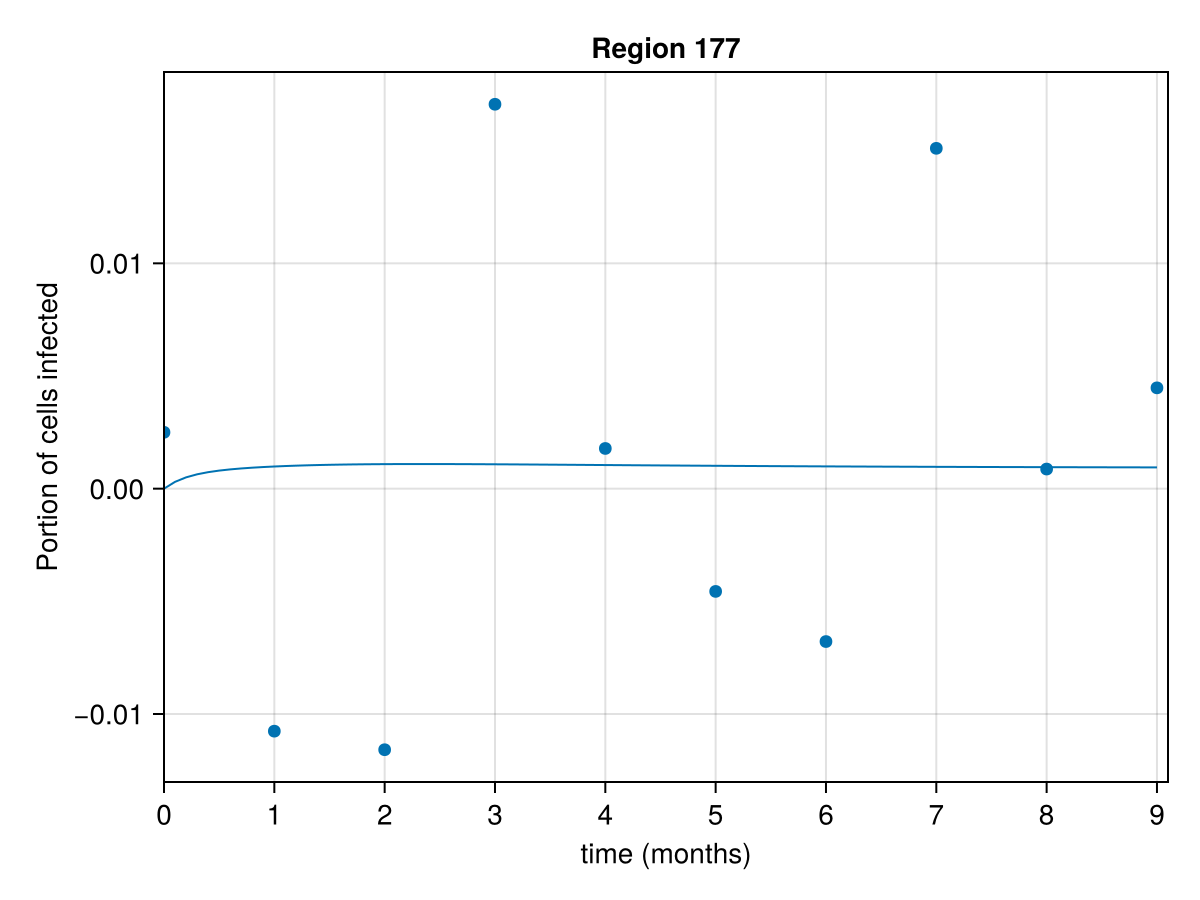 Region 177
Portion of cells infected
0.01
0.00
−0.01
0 1 2 3 4 5 6 7 8 9
time (months)